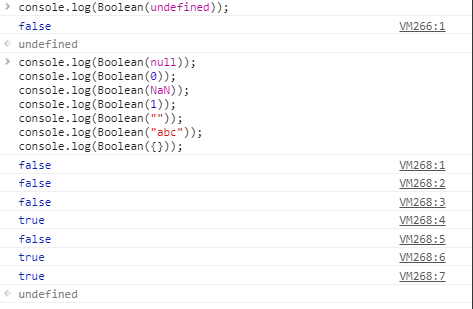 > console.log(Boolean(undefined));
false VM266:1
undefined
> console.log(Boolean(null));
console.log(Boolean(0));
console.log(Boolean(NaN));
console.log(Boolean(1));
console.log(Boolean(""));
console.log(Boolean("abc"));
console.log(Boolean({}));
false VM268:1
false VM268:2
false VM268:3
true VM268:4
false VM268:5
true VM268:6
true VM268:7
undefined